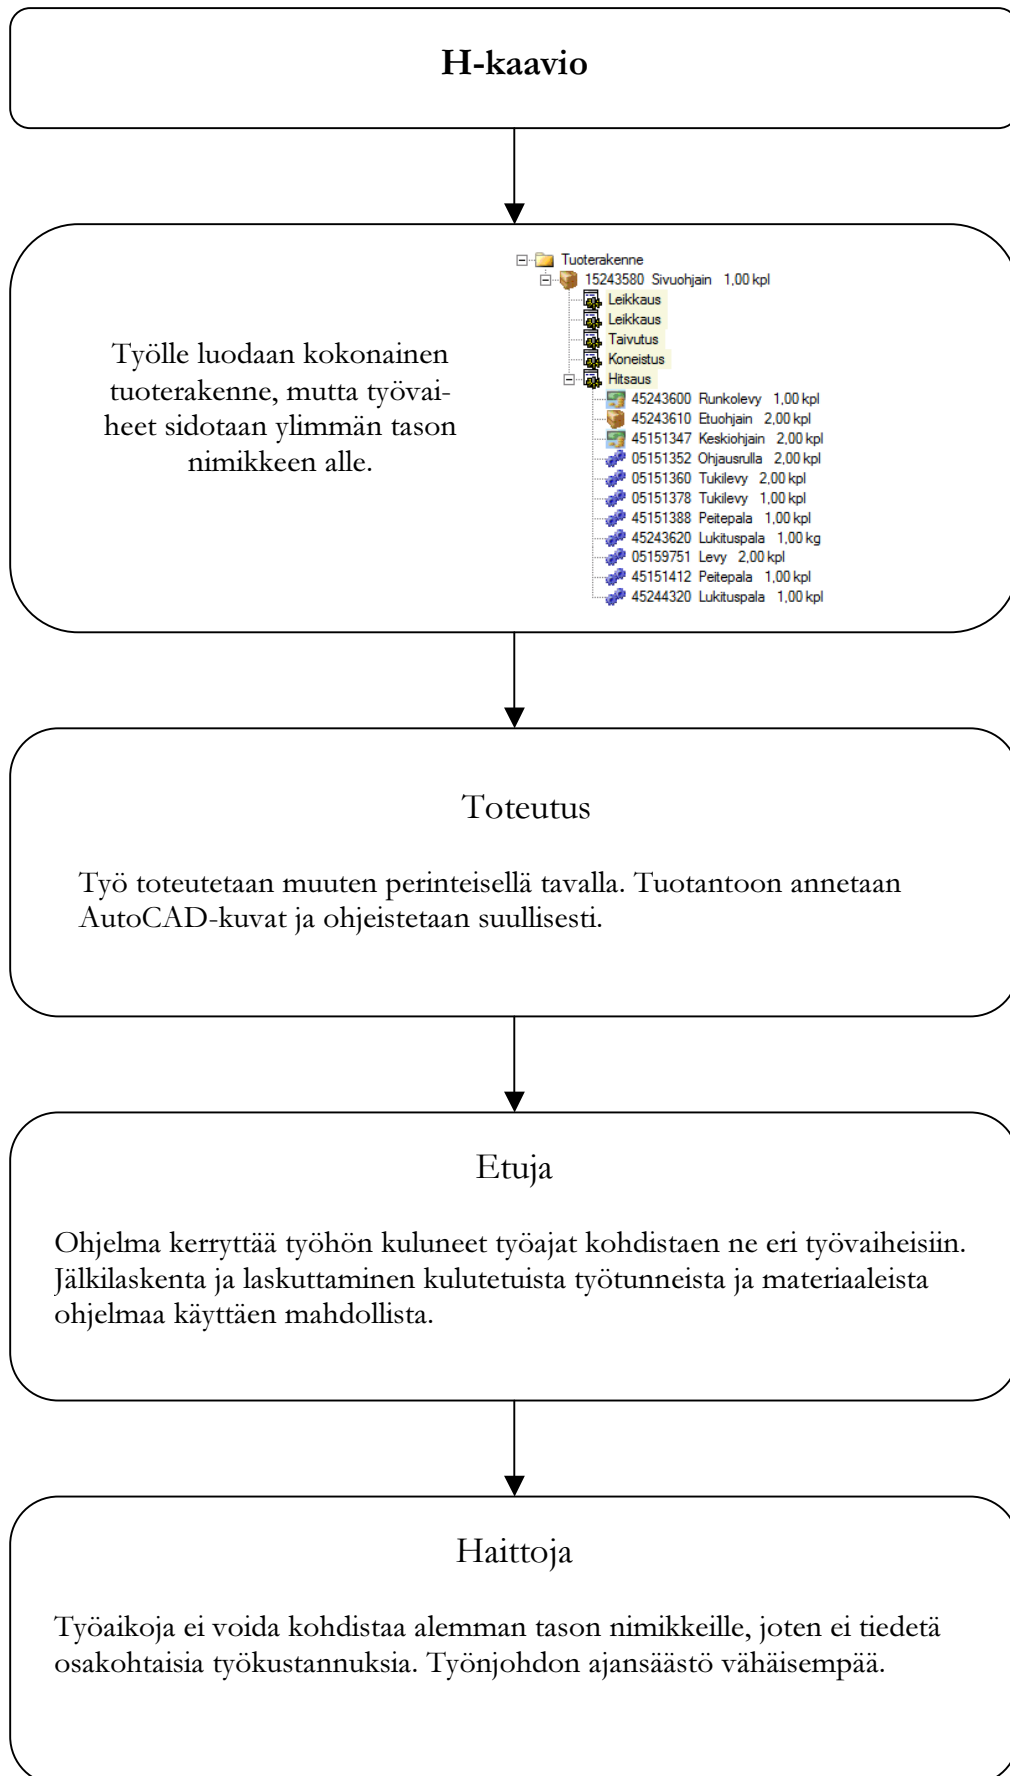 H-kaavio
Työlle luodaan kokonainen
tuoterakenne, mutta työvai-
heet sidotaan ylimmän tason
nimikkeen alle.
Tuoterakenne
15243580 Sivuohjain 1,00 kpl
Leikkaus
Leikkaus
Taivutus
Koneistus
Hitsaus
45243600 Runkolevy 1,00 kpl
45243610 Etuohjain 2,00 kpl
45151347 Keskiohjain 2,00 kpl
05151352 Ohjausrulla 2,00 kpl
05151360 Tukilevy 2,00 kpl
05151378 Tukilevy 1,00 kpl
45151388 Peitepala 1,00 kpl
45243620 Lukituspala 1,00 kg
05159751 Levy 2,00 kpl
45151412 Peitepala 1,00 kpl
45244320 Lukituspala 1,00 kpl
Toteutus
Työ toteutetaan muuten perinteisellä tavalla. Tuotantoon annetaan
AutoCAD-kuvat ja ohjeistetaan suullisesti.
Etuja
Ohjelma kerryttää työhön kuluneet työajat kohdistaen ne eri työvaiheisiin.
Jälkilaskenta ja laskuttaminen kulutetuista työtunneista ja materiaaleista
ohjelmaa käyttäen mahdollista.
Haittoja
Työaikoja ei voida kohdistaa alemman tason nimikkeille, joten ei tiedetä
osakohtaisia työkustannuksia. Työnjohdon ajansäästö vähäisempää.